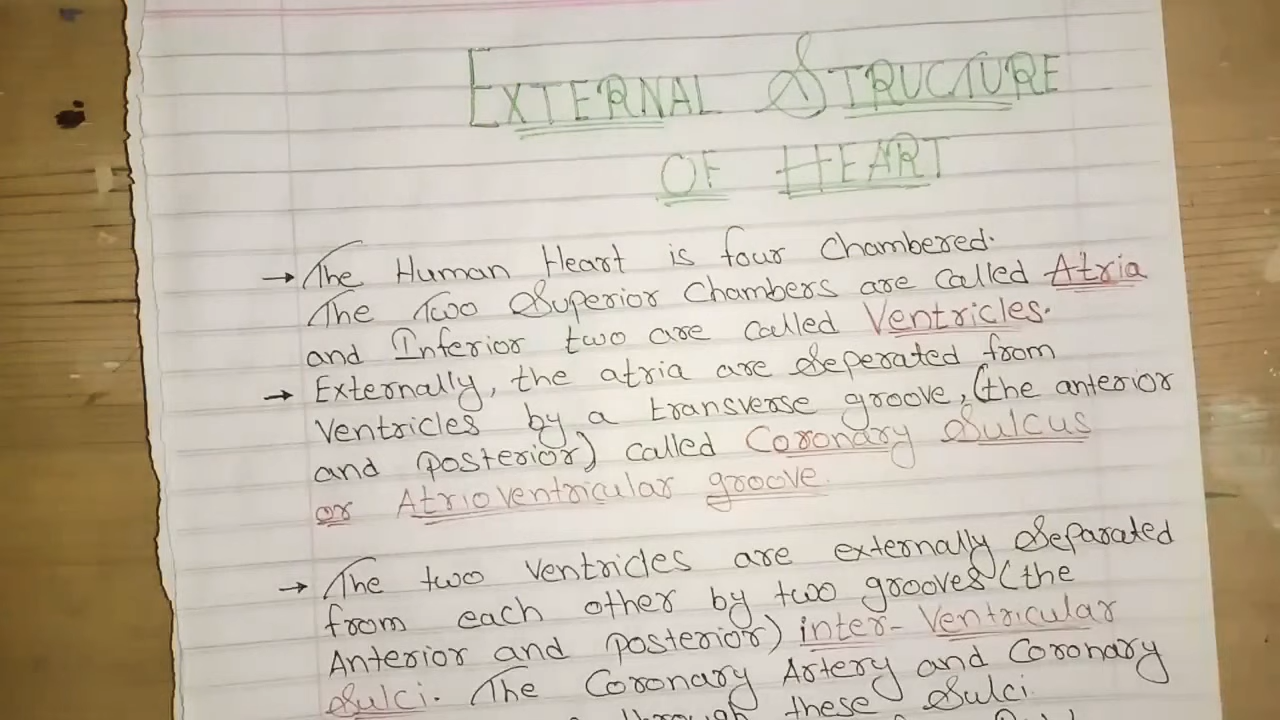 EXTERNAL STRUCTURE
OF HEART
→ The Human Heart is four Chambered.
The Two Superior Chambers are called Atria
and Inferior two are called Ventricles.
→ Externally, the atria are Seperated from
Ventricles by a transverse groove, (the anterior
and posterior) called Coronary Sulcus
or Atrioventricular groove.
→ The two ventricles are externally Separated
from each other by two grooves (the
Anterior and posterior) inter-Ventricular
Sulci. The Coronary Artery and Coronary
through these Sulci.